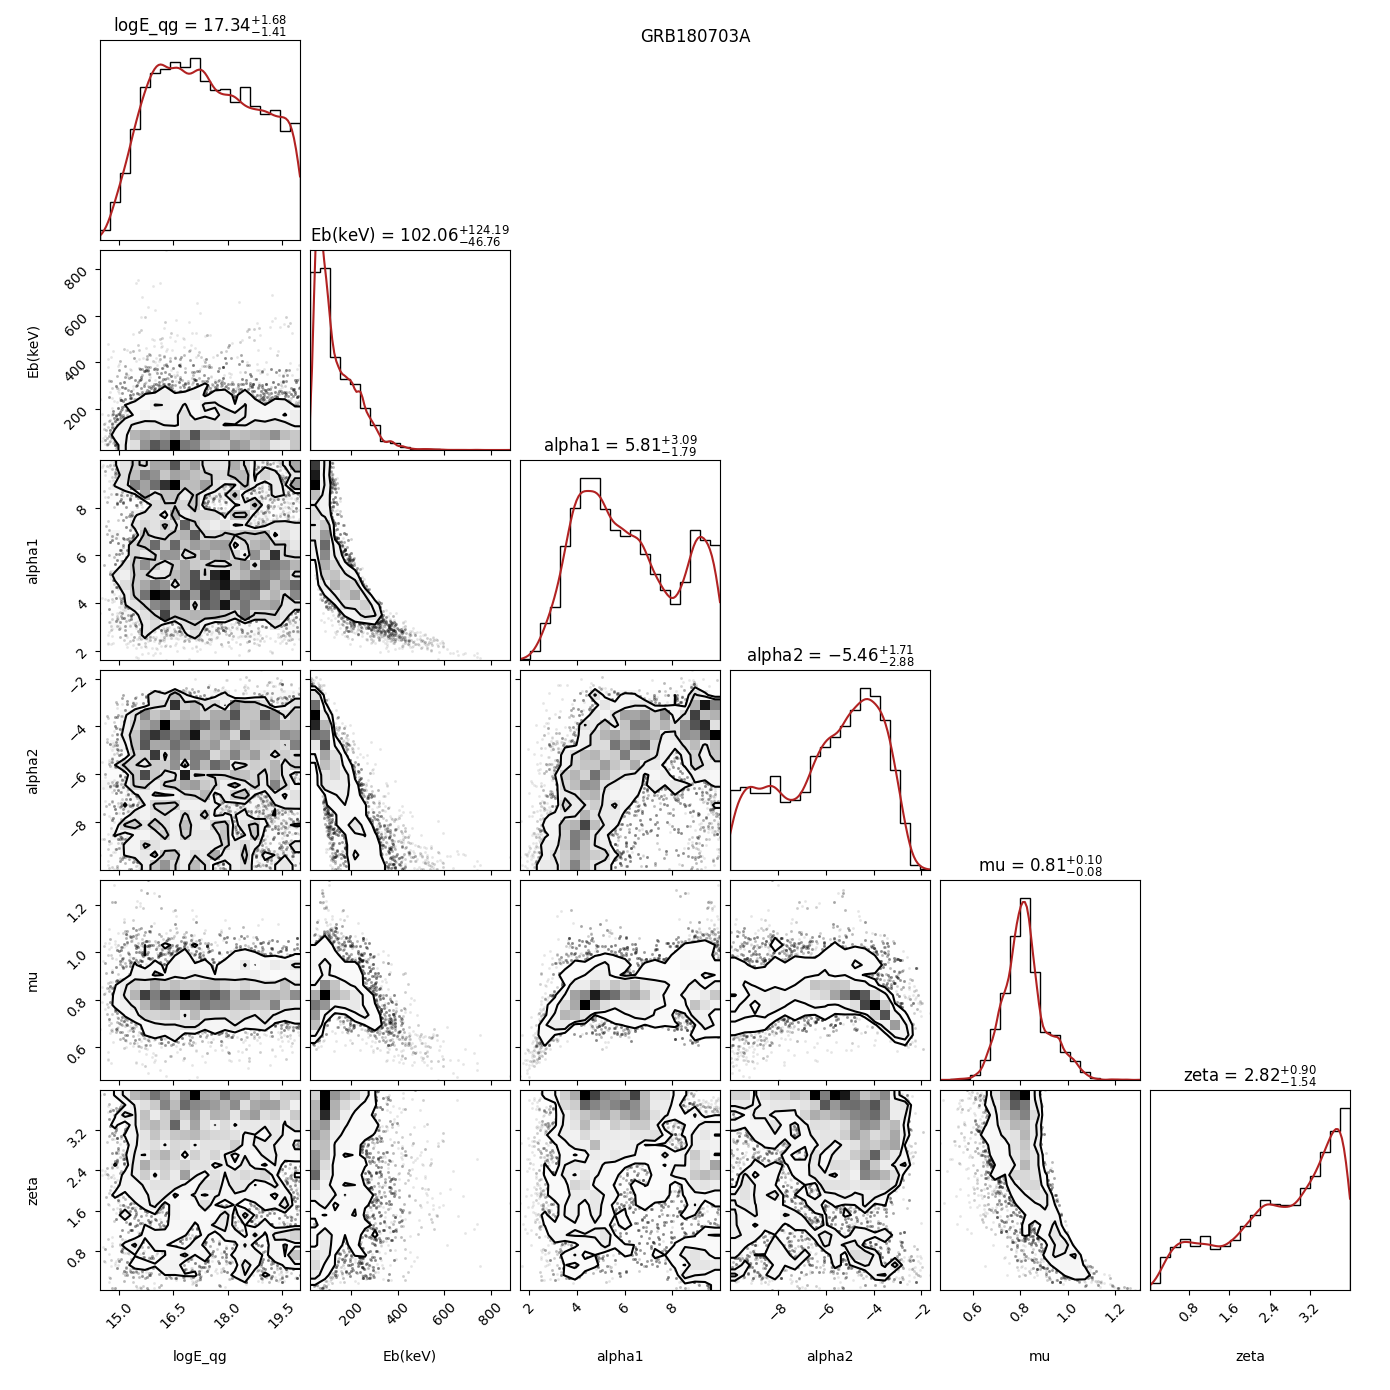 logE_qg = 17.34+1.68−1.41
GRB180703A
Eb(keV) = 102.06+124.19−46.76
800
600
400
200
Eb(keV)
alpha1 = 5.81+3.09−1.79
8
6
4
2
alpha1
alpha2 = −5.46+1.71−2.88
−2
−4
−6
−8
alpha2
mu = 0.81+0.10−0.08
1.2
1.0
0.8
0.6
mu
zeta = 2.82+0.90−1.54
3.2
2.4
1.6
0.8
zeta
15.0 16.5 18.0 19.5 200 400 600 800 2 4 6 8 −8 −6 −4 −2 0.6 0.8 1.0 1.2 0.8 1.6 2.4 3.2
logE_qg Eb(keV) alpha1 alpha2 mu zeta